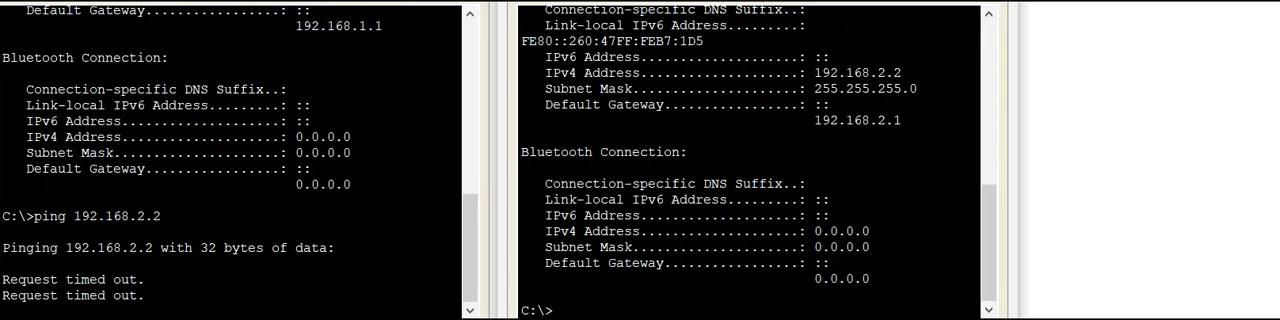 Default Gateway.................: ::
192.168.1.1
Bluetooth Connection:
Connection-specific DNS Suffix..:
Link-local IPv6 Address.........: ::
IPv6 Address....................: ::
IPv4 Address....................: 0.0.0.0
Subnet Mask.....................: 0.0.0.0
Default Gateway.................: ::
0.0.0.0
C:\>ping 192.168.2.2
Pinging 192.168.2.2 with 32 bytes of data:
Request timed out.
Request timed out.
Connection-specific DNS Suffix..:
Link-local IPv6 Address.........:
FE80::260:47FF:FEB7:1D5
IPv6 Address....................: ::
IPv4 Address....................: 192.168.2.2
Subnet Mask.....................: 255.255.255.0
Default Gateway.................: ::
192.168.2.1
Bluetooth Connection:
Connection-specific DNS Suffix..:
Link-local IPv6 Address.........: ::
IPv6 Address....................: ::
IPv4 Address....................: 0.0.0.0
Subnet Mask.....................: 0.0.0.0
Default Gateway.................: ::
0.0.0.0
C:\>